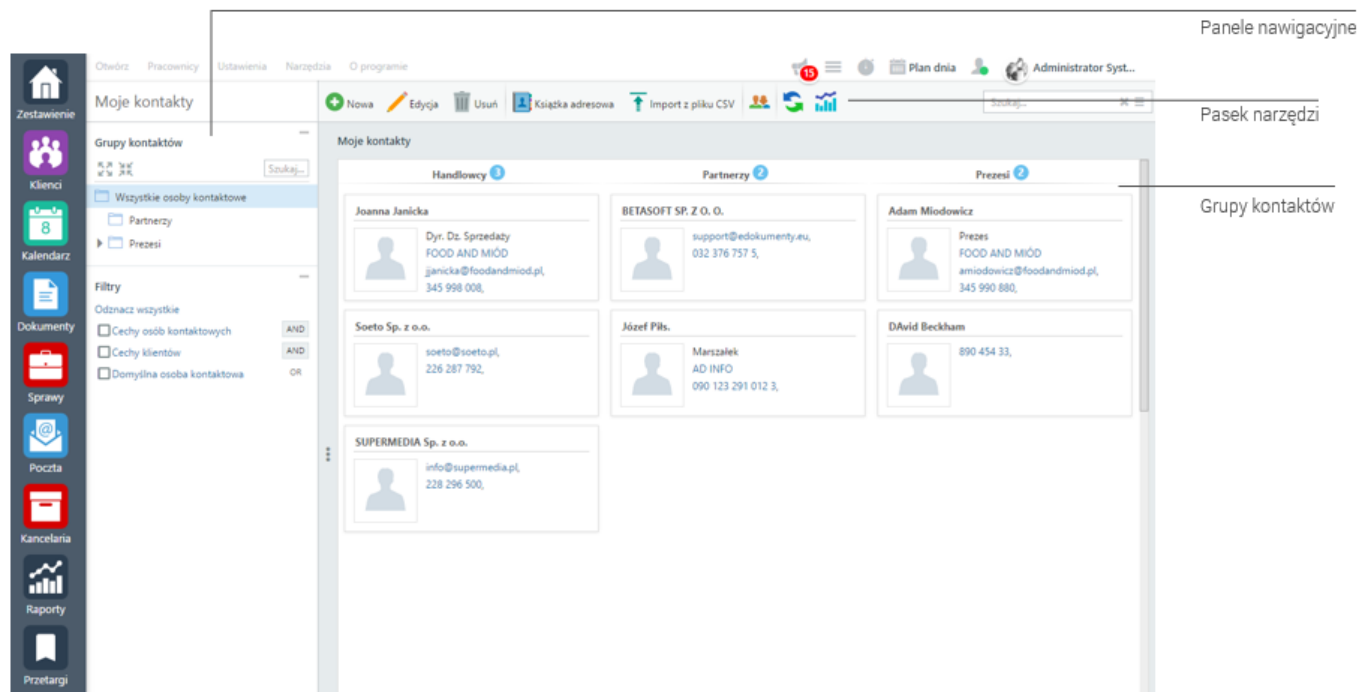 Panele nawigacyjne
Otwórz Pracownicy Ustawienia Narzędzia O programie
15
Plan dnia
Administrator Syst...
Moje kontakty
Nowa Edycja Usuń Książka adresowa Import z pliku CSV
Szukaj...
Pasek narzędzi
Zestawienie
Klienci
8
Kalendarz
Dokumenty
Sprawy
@
Poczta
Kancelaria
Raporty
Przetargi
Grupy kontaktów
Szukaj...
Wszystkie osoby kontaktowe
Partnerzy
Prezesi
Filtry
Odznacz wszystkie
Cechy osób kontaktowych AND
Cechy klientów AND
Domyślna osoba kontaktowa OR
Moje kontakty
Handlowcy 3
Joanna Janicka
Dyr. Dz. Sprzedaży
FOOD AND MIÓD
jjanicka@foodandmiod.pl,
345 998 008,
Soeto Sp. z o.o.
soeto@soeto.pl,
226 287 792,
SUPERMEDIA Sp. z o.o.
info@supermedia.pl,
228 296 500,
Partnerzy 2
BETASOFT SP. Z O. O.
support@edokumenty.eu,
032 376 757 5,
Józef Piłs.
Marszałek
AD INFO
090 123 291 012 3,
Prezesi 2
Adam Miodowicz
Prezes
FOOD AND MIÓD
amiodowicz@foodandmiod.pl,
345 990 880,
DAvid Beckham
890 454 33,
Grupy kontaktów